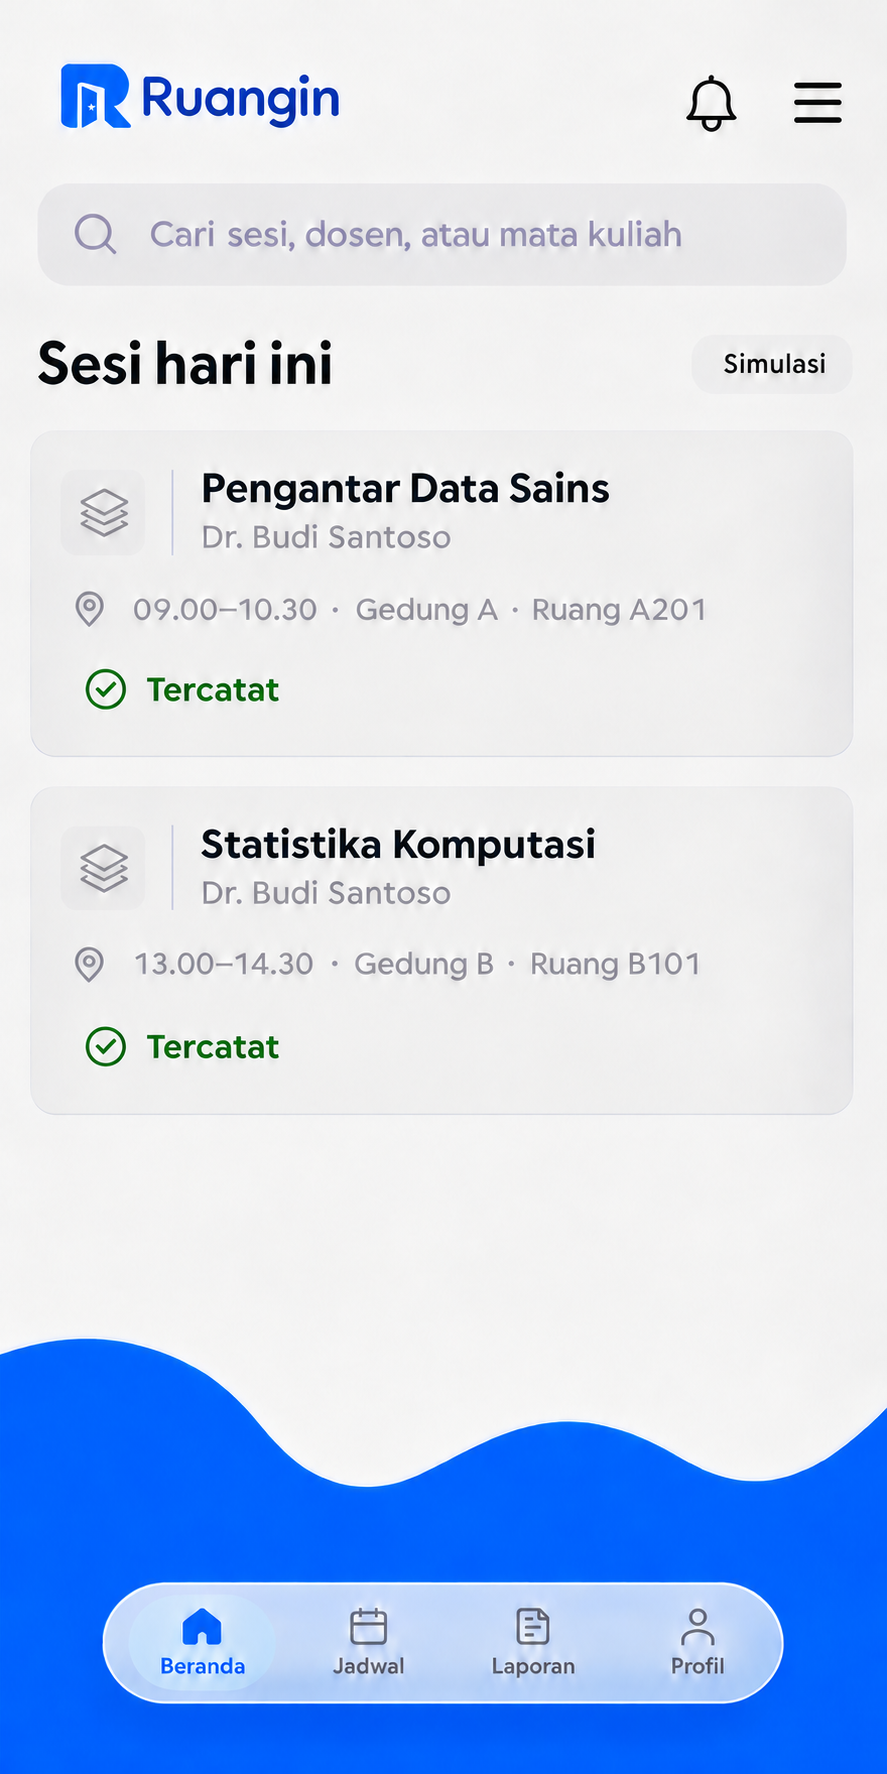 Ruangin
Cari sesi, dosen, atau mata kuliah
Sesi hari ini
Simulasi
Pengantar Data Sains
Dr. Budi Santoso
09.00–10.30 · Gedung A · Ruang A201
Tercatat
Statistika Komputasi
Dr. Budi Santoso
13.00–14.30 · Gedung B · Ruang B101
Tercatat
Beranda
Jadwal
Laporan
Profil